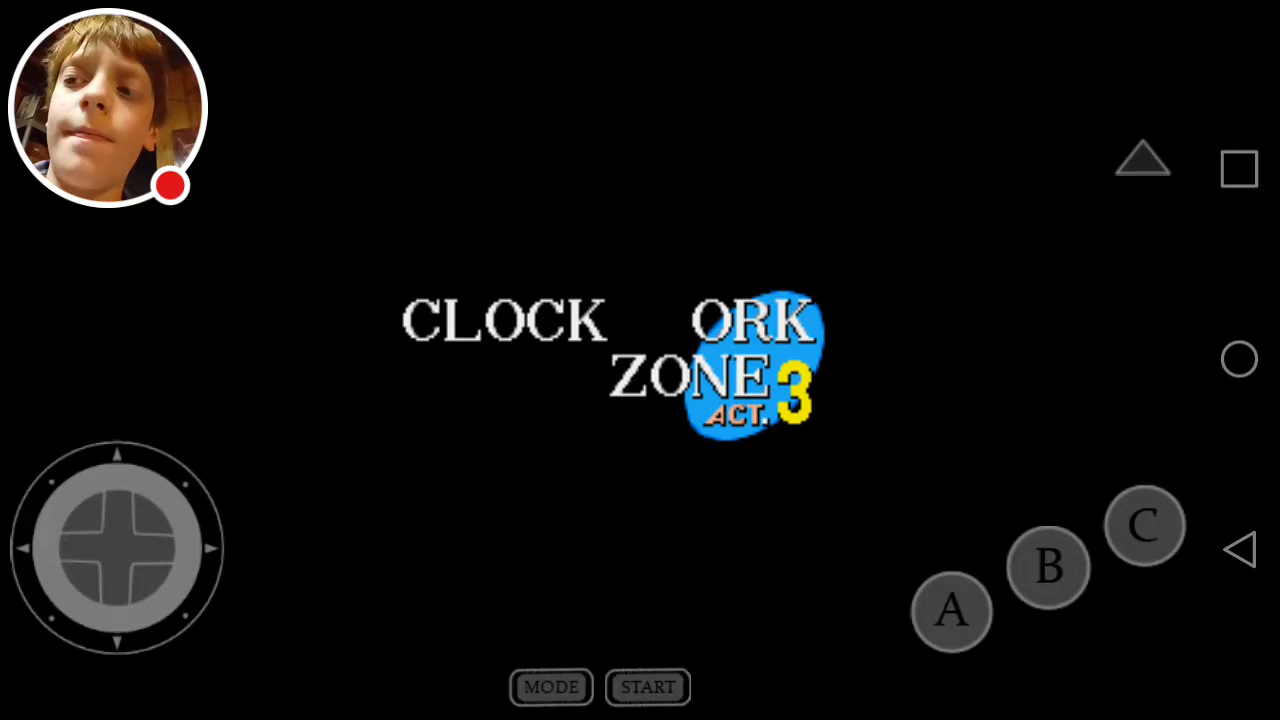 CLOCK ORK
ZONE
ACT. 3
A
B
C
MODE START